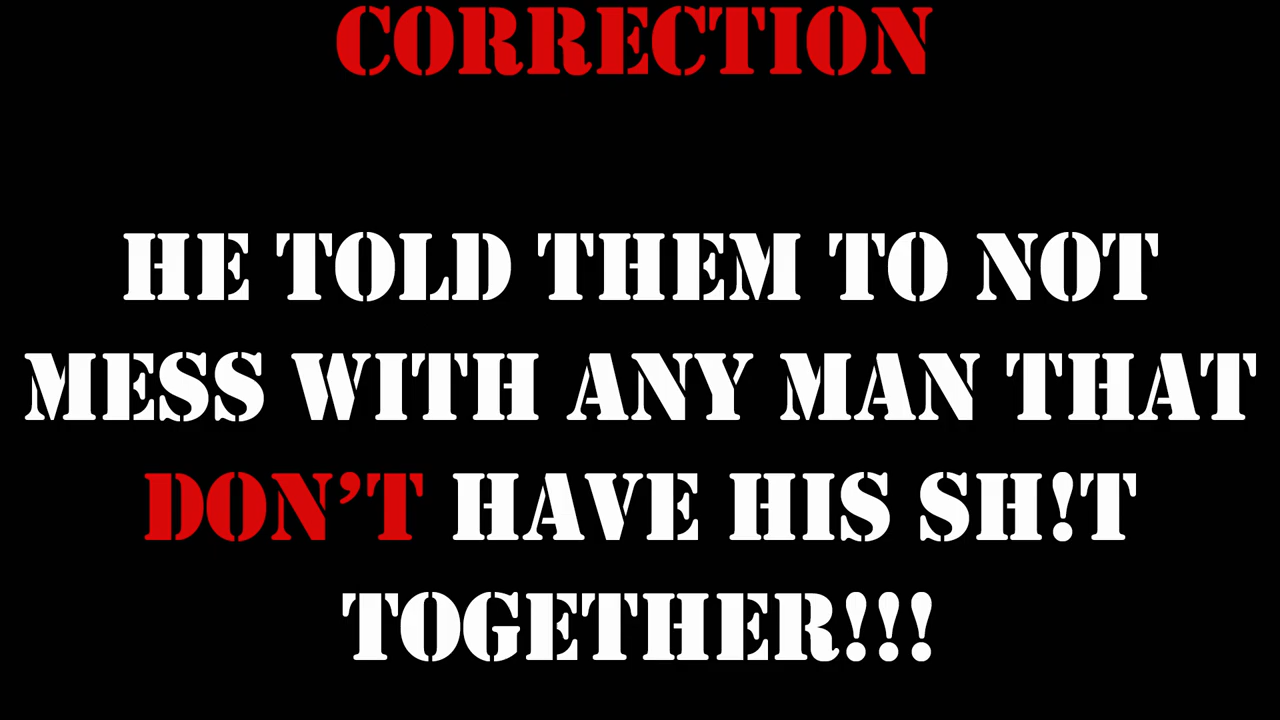 CORRECTION
HE TOLD THEM TO NOT
MESS WITH ANY MAN THAT
DON'T HAVE HIS SH!T
TOGETHER!!!